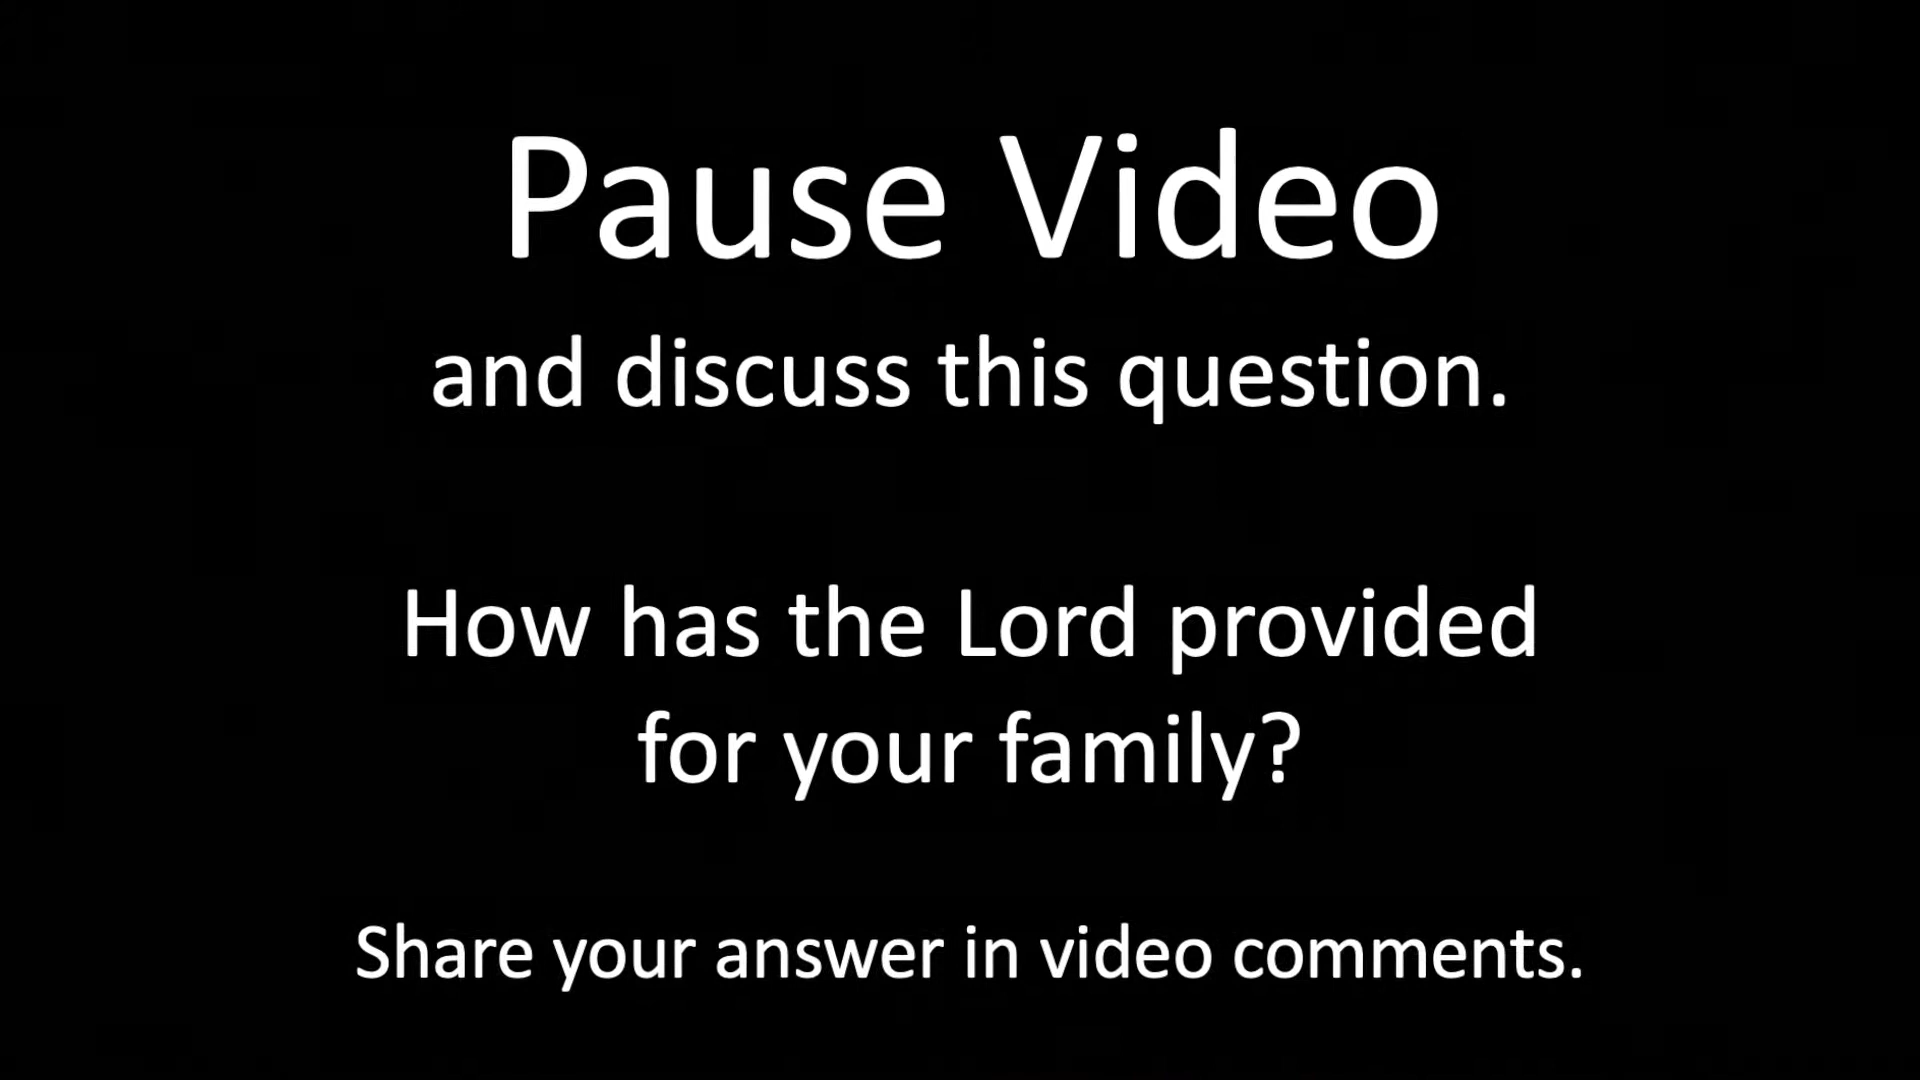 Pause Video
and discuss this question.
How has the Lord provided
for your family?
Share your answer in video comments.